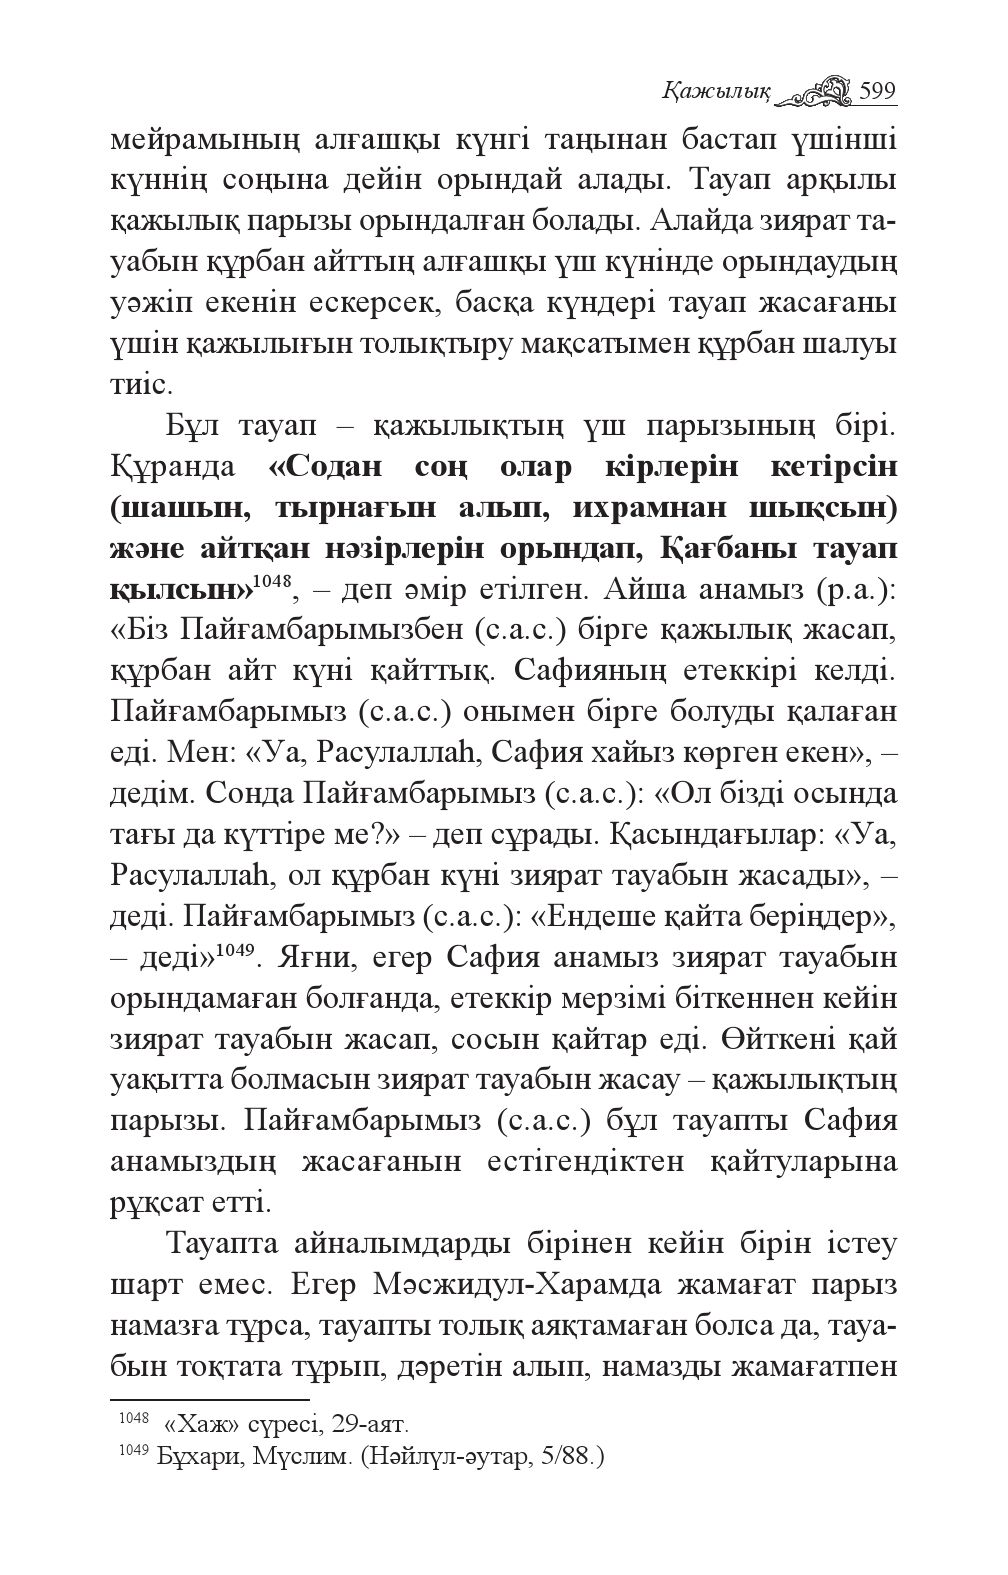 Қажылық 599
мейрамының алғашқы күнгі таңынан бастап үшінші
күннің соңына дейін орындай алады. Тауап арқылы
қажылық парызы орындалған болады. Алайда зиярат та-
уабын құрбан айттың алғашқы үш күнінде орындаудың
уәжіп екенін ескерсек, басқа күндері тауап жасағаны
үшін қажылығын толықтыру мақсатымен құрбан шалуы
тиіс.
Бұл тауап – қажылықтың үш парызының бірі.
Құранда «Содан соң олар кірлерін кетірсін
(шашын, тырнағын алып, ихрамнан шықсын)
және айтқан нәзірлерін орындап, Қағбаны тауап
қылсын»1048, – деп әмір етілген. Айша анамыз (р.а.):
«Біз Пайғамбарымызбен (с.а.с.) бірге қажылық жасап,
құрбан айт күні қайттық. Сафияның етеккірі келді.
Пайғамбарымыз (с.а.с.) онымен бірге болуды қалаған
еді. Мен: «Уа, Расулаллаһ, Сафия хайыз көрген екен», –
дедім. Сонда Пайғамбарымыз (с.а.с.): «Ол бізді осында
тағы да күттіре ме?» – деп сұрады. Қасындағылар: «Уа,
Расулаллаһ, ол құрбан күні зиярат тауабын жасады», –
деді. Пайғамбарымыз (с.а.с.): «Ендеше қайта беріңдер»,
– деді»1049. Яғни, егер Сафия анамыз зиярат тауабын
орындамаған болғанда, етеккір мерзімі біткеннен кейін
зиярат тауабын жасап, сосын қайтар еді. Өйткені қай
уақытта болмасын зиярат тауабын жасау – қажылықтың
парызы. Пайғамбарымыз (с.а.с.) бұл тауапты Сафия
анамыздың жасағанын естігендіктен қайтуларына
рұқсат етті.
Тауапта айналымдарды бірінен кейін бірін істеу
шарт емес. Егер Мәсжидул-Харамда жамағат парыз
намазға тұрса, тауапты толық аяқтамаған болса да, тауа-
бын тоқтата тұрып, дәретін алып, намазды жамағатпен
1048 «Хаж» сүресі, 29-аят.
1049 Бұхари, Мүслим. (Нәйлүл-әутар, 5/88.)